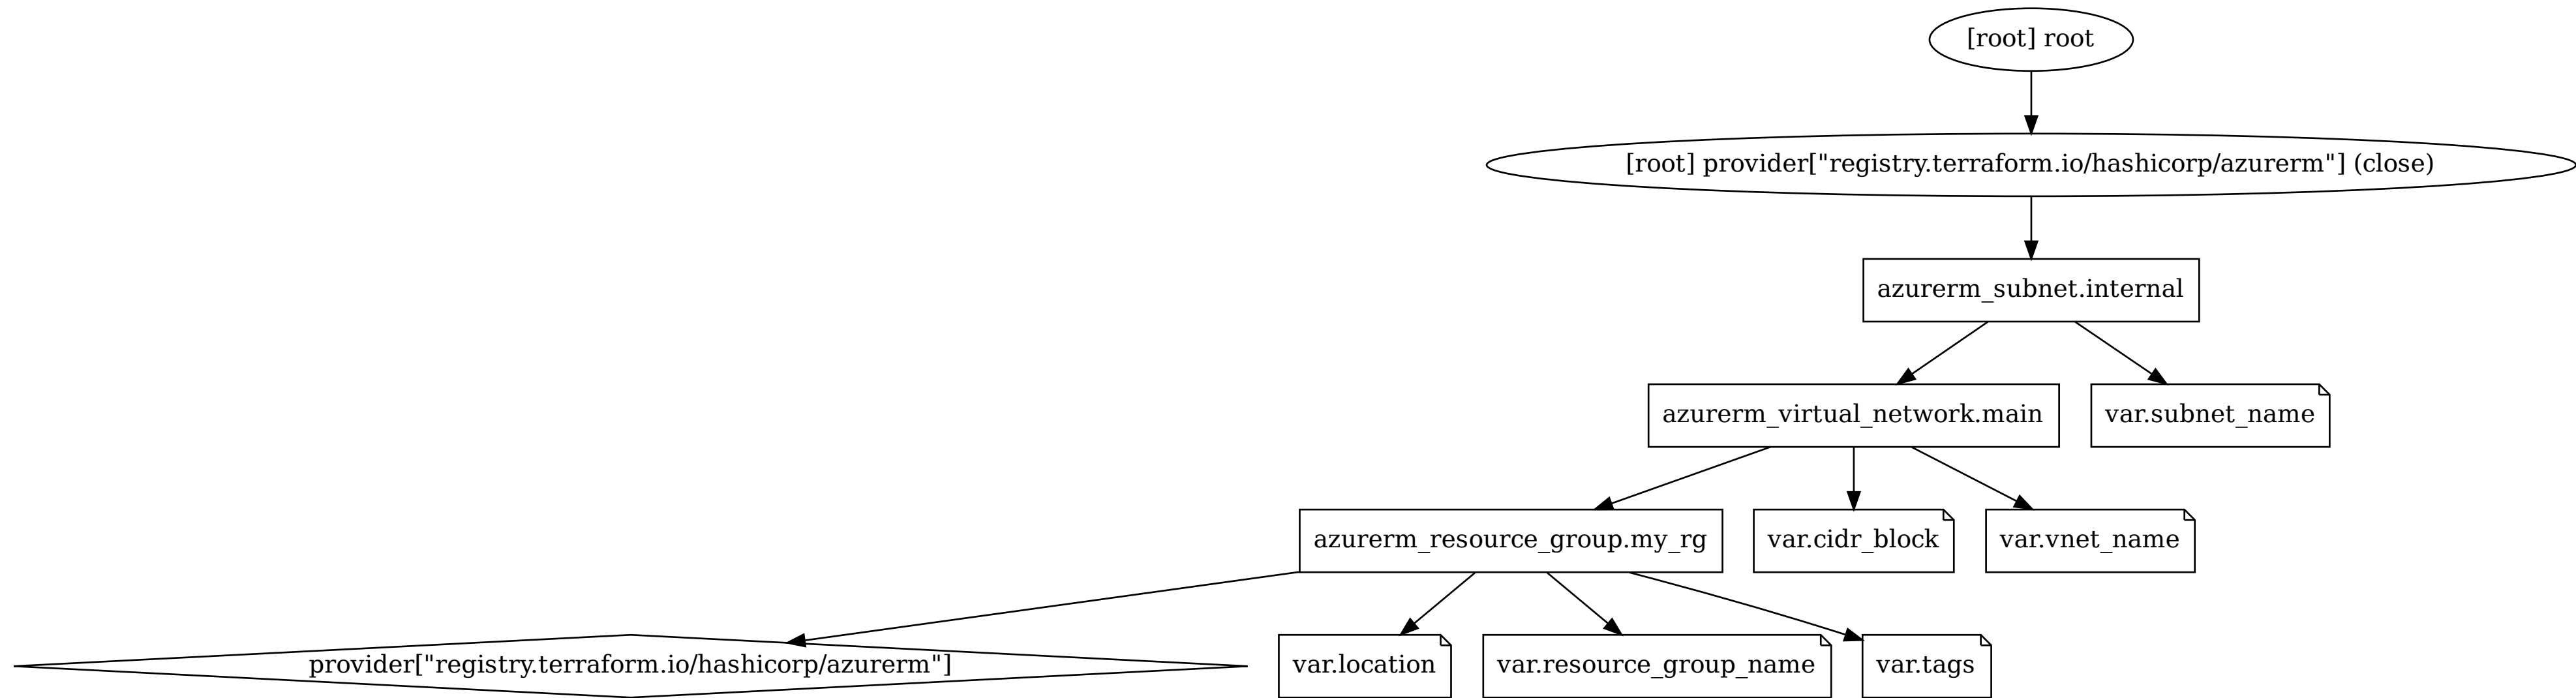 [root] root
[root] provider["registry.terraform.io/hashicorp/azurerm"] (close)
azurerm_subnet.internal
azurerm_virtual_network.main
var.subnet_name
azurerm_resource_group.my_rg
var.cidr_block
var.vnet_name
provider["registry.terraform.io/hashicorp/azurerm"]
var.location
var.resource_group_name
var.tags